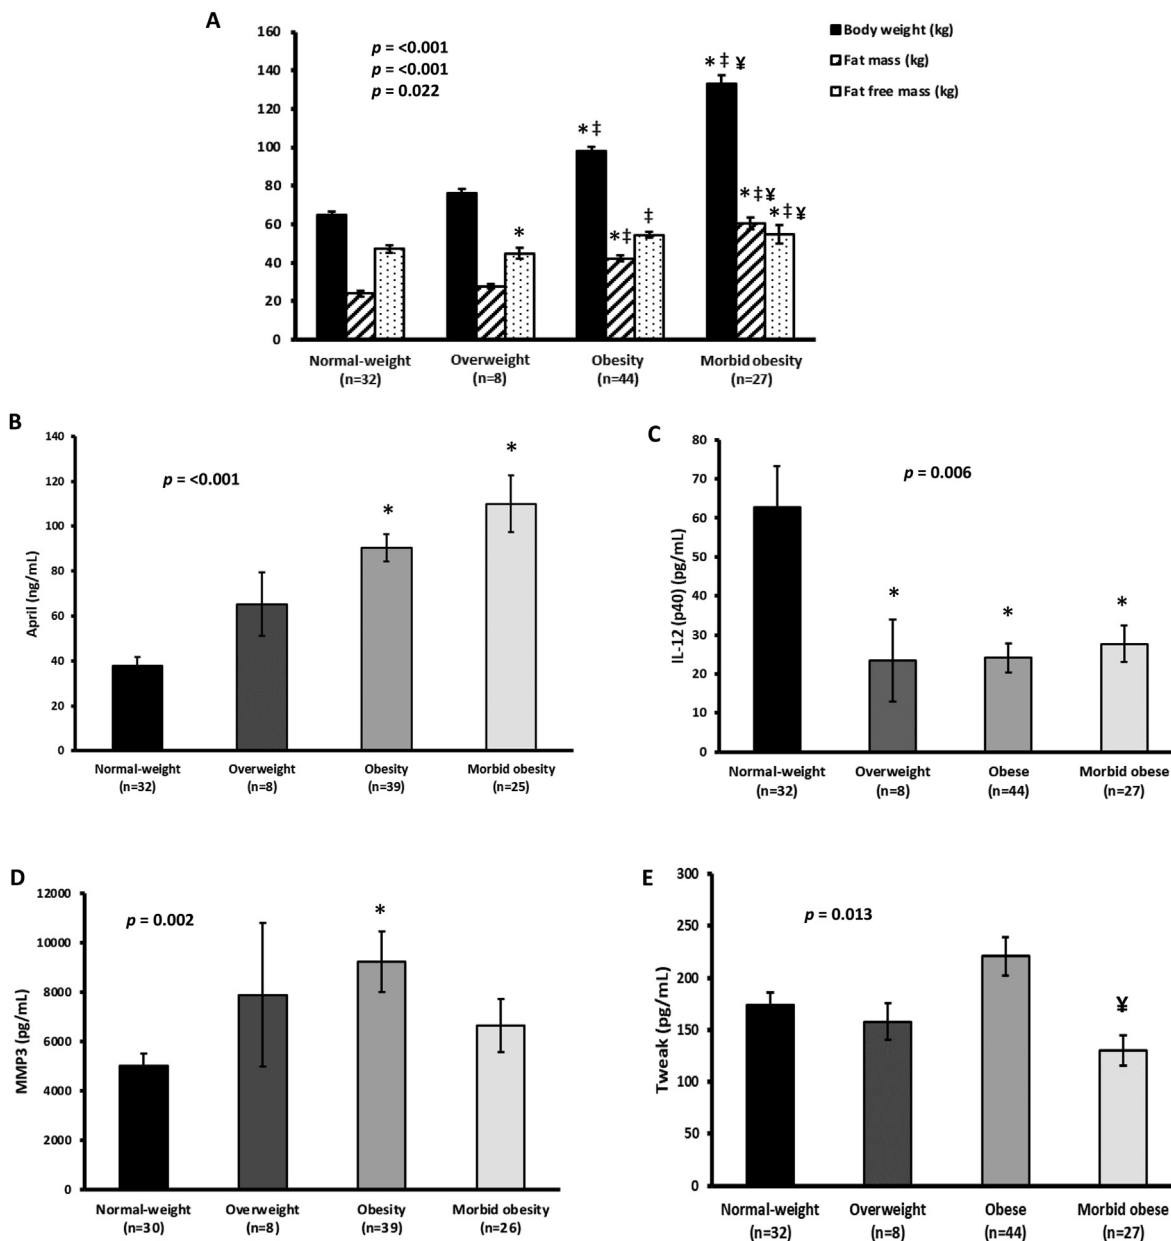 A
p = <0.001
p = <0.001
p = 0.022
Body weight (kg)
Fat mass (kg)
Fat free mass (kg)
160
140
120
100
80
60
40
20
0
*‡ ¥
*‡
*‡¥
*‡¥
‡
*‡
*
Normal-weight Overweight Obesity Morbid obesity
(n=32) (n=8) (n=44) (n=27)
B
April (ng/mL)
140
120
100
80
60
40
20
0
p = <0.001
*
*
Normal-weight Overweight Obesity Morbid obesity
(n=32) (n=8) (n=39) (n=25)
C
IL-12 (p40) (pg/mL)
80
70
60
50
40
30
20
10
0
p = 0.006
* * *
Normal-weight Overweight Obese Morbid obese
(n=32) (n=8) (n=44) (n=27)
D
MMP3 (pg/mL)
12000
10000
8000
6000
4000
2000
0
p = 0.002
*
Normal-weight Overweight Obesity Morbid obesity
(n=30) (n=8) (n=39) (n=26)
E
Tweak (pg/mL)
300
250
200
150
100
50
0
p = 0.013
¥
Normal-weight Overweight Obese Morbid obese
(n=32) (n=8) (n=44) (n=27)